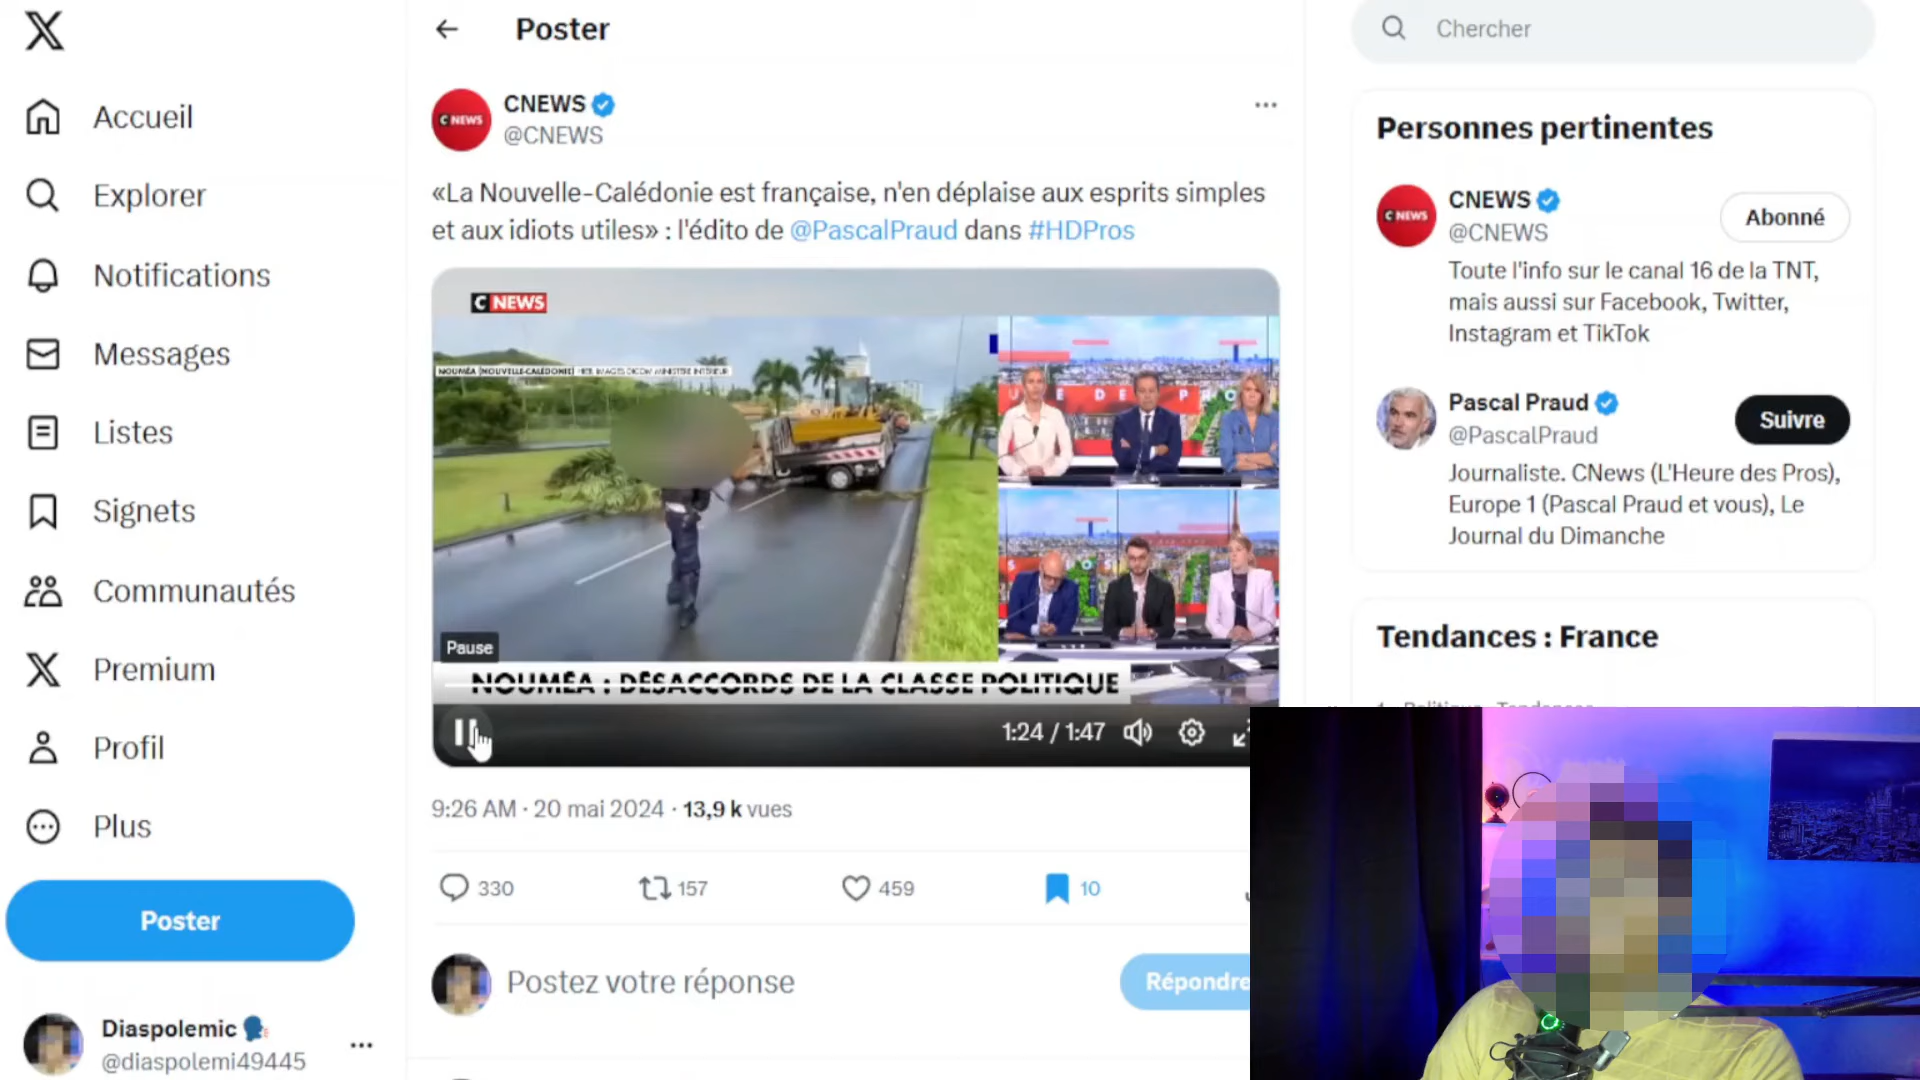 Accueil
Explorer
Notifications
Messages
Listes
Signets
Communautés
Premium
Profil
Plus
Poster
Diaspolemic
@diaspolemi49445
Poster
CNEWS
CNEWS
@CNEWS
«La Nouvelle-Calédonie est française, n'en déplaise aux esprits simples
et aux idiots utiles» : l'édito de @PascalPraud dans #HDPros
CNEWS
NOUMÉA (NOUVELLE-CALÉDONIE)
Pause
NOUMÉA : DÉSACCORDS DE LA CLASSE POLITIQUE
1:24 / 1:47
9:26 AM · 20 mai 2024 · 13,9 k vues
330
157
459
10
Postez votre réponse
Répondre
Chercher
Personnes pertinentes
CNEWS
CNEWS
@CNEWS
Abonné
Toute l'info sur le canal 16 de la TNT,
mais aussi sur Facebook, Twitter,
Instagram et TikTok
Pascal Praud
@PascalPraud
Suivre
Journaliste. CNews (L'Heure des Pros),
Europe 1 (Pascal Praud et vous), Le
Journal du Dimanche
Tendances : France